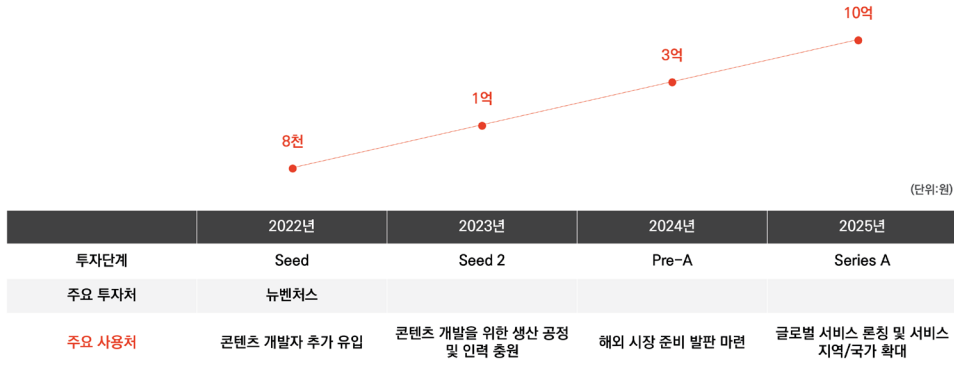 10억
3억
1억
8천
(단위:원)
2022년 2023년 2024년 2025년
투자단계 Seed Seed 2 Pre-A Series A
주요 투자처 뉴벤처스
주요 사용처 콘텐츠 개발자 추가 유입 콘텐츠 개발을 위한 생산 공정 및 인력 충원 해외 시장 준비 발판 마련 글로벌 서비스 론칭 및 서비스 지역/국가 확대